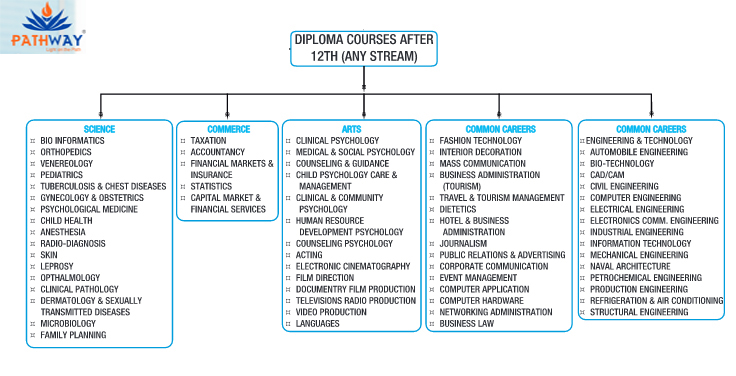 PATHWAY®
Light on the Path
DIPLOMA COURSES AFTER
12TH (ANY STREAM)
SCIENCE
¤ BIO INFORMATICS
¤ ORTHOPEDICS
¤ VENEREOLOGY
¤ PEDIATRICS
¤ TUBERCULOSIS & CHEST DISEASES
¤ GYNECOLOGY & OBSTETRICS
¤ PSYCHOLOGICAL MEDICINE
¤ CHILD HEALTH
¤ ANESTHESIA
¤ RADIO-DIAGNOSIS
¤ SKIN
¤ LEPROSY
¤ OPTHALMOLOGY
¤ CLINICAL PATHOLOGY
¤ DERMATOLOGY & SEXUALLY
TRANSMITTED DISEASES
¤ MICROBIOLOGY
¤ FAMILY PLANNING
COMMERCE
¤ TAXATION
¤ ACCOUNTANCY
¤ FINANCIAL MARKETS &
¤ INSURANCE
¤ STATISTICS
¤ CAPITAL MARKET &
¤ FINANCIAL SERVICES
ARTS
¤ CLINICAL PSYCHOLOGY
¤ MEDICAL & SOCIAL PSYCHOLOGY
¤ COUNSELING & GUIDANCE
¤ CHILD PSYCHOLOGY CARE &
MANAGEMENT
¤ CLINICAL & COMMUNITY
PSYCHOLOGY
¤ HUMAN RESOURCE
DEVELOPMENT PSYCHOLOGY
¤ COUNSELING PSYCHOLOGY
¤ ACTING
¤ ELECTRONIC CINEMATOGRAPHY
¤ FILM DIRECTION
¤ DOCUMENTRY FILM PRODUCTION
¤ TELEVISIONS RADIO PRODUCTION
¤ VIDEO PRODUCTION
¤ LANGUAGES
COMMON CAREERS
¤ FASHION TECHNOLOGY
¤ INTERIOR DECORATION
¤ MASS COMMUNICATION
¤ BUSINESS ADMINISTRATION
(TOURISM)
¤ TRAVEL & TOURISM MANAGEMENT
¤ DIETETICS
¤ HOTEL & BUSINESS
ADMINISTRATION
¤ JOURNALISM
¤ PUBLIC RELATIONS & ADVERTISING
¤ CORPORATE COMMUNICATION
¤ EVENT MANAGEMENT
¤ COMPUTER APPLICATION
¤ COMPUTER HARDWARE
¤ NETWORKING ADMINISTRATION
¤ BUSINESS LAW
COMMON CAREERS
¤ ENGINEERING & TECHNOLOGY
¤ AUTOMOBILE ENGINEERING
¤ BIO-TECHNOLOGY
¤ CAD/CAM
¤ CIVIL ENGINEERING
¤ COMPUTER ENGINEERING
¤ ELECTRICAL ENGINEERING
¤ ELECTRONICS COMM. ENGINEERING
¤ INDUSTRIAL ENGINEERING
¤ INFORMATION TECHNOLOGY
¤ MECHANICAL ENGINEERING
¤ NAVAL ARCHITECTURE
¤ PETROCHEMICAL ENGINEERING
¤ PRODUCTION ENGINEERING
¤ REFRIGERATION & AIR CONDITIONING
¤ STRUCTURAL ENGINEERING